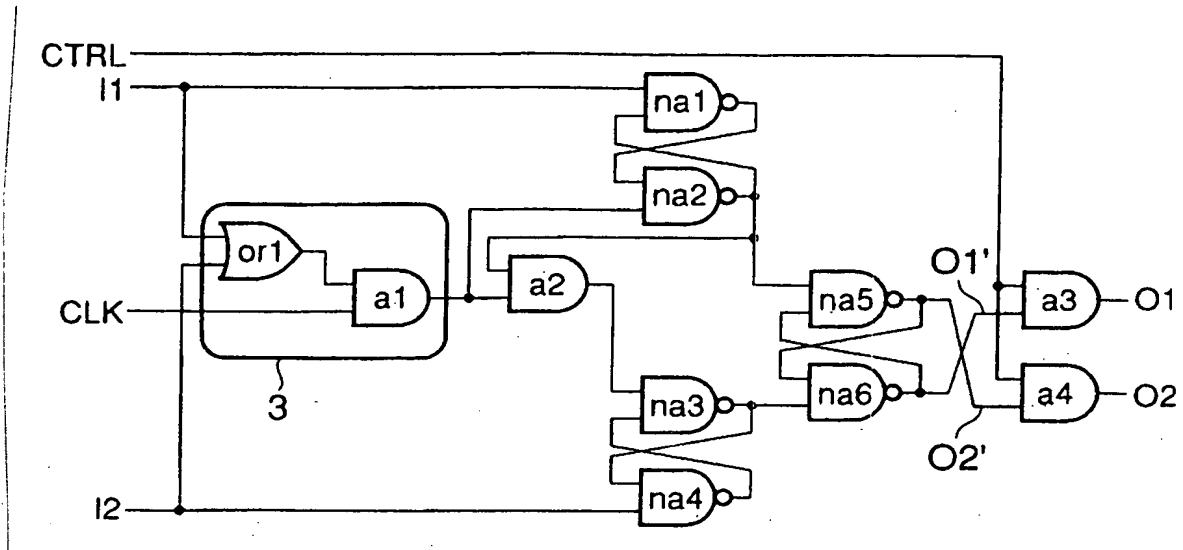 CTRL
I1
na1
na2
or1
a1
a2
CLK
3
O1'
na5
a3
O1
na3
na6
a4
O2
O2'
na4
I2